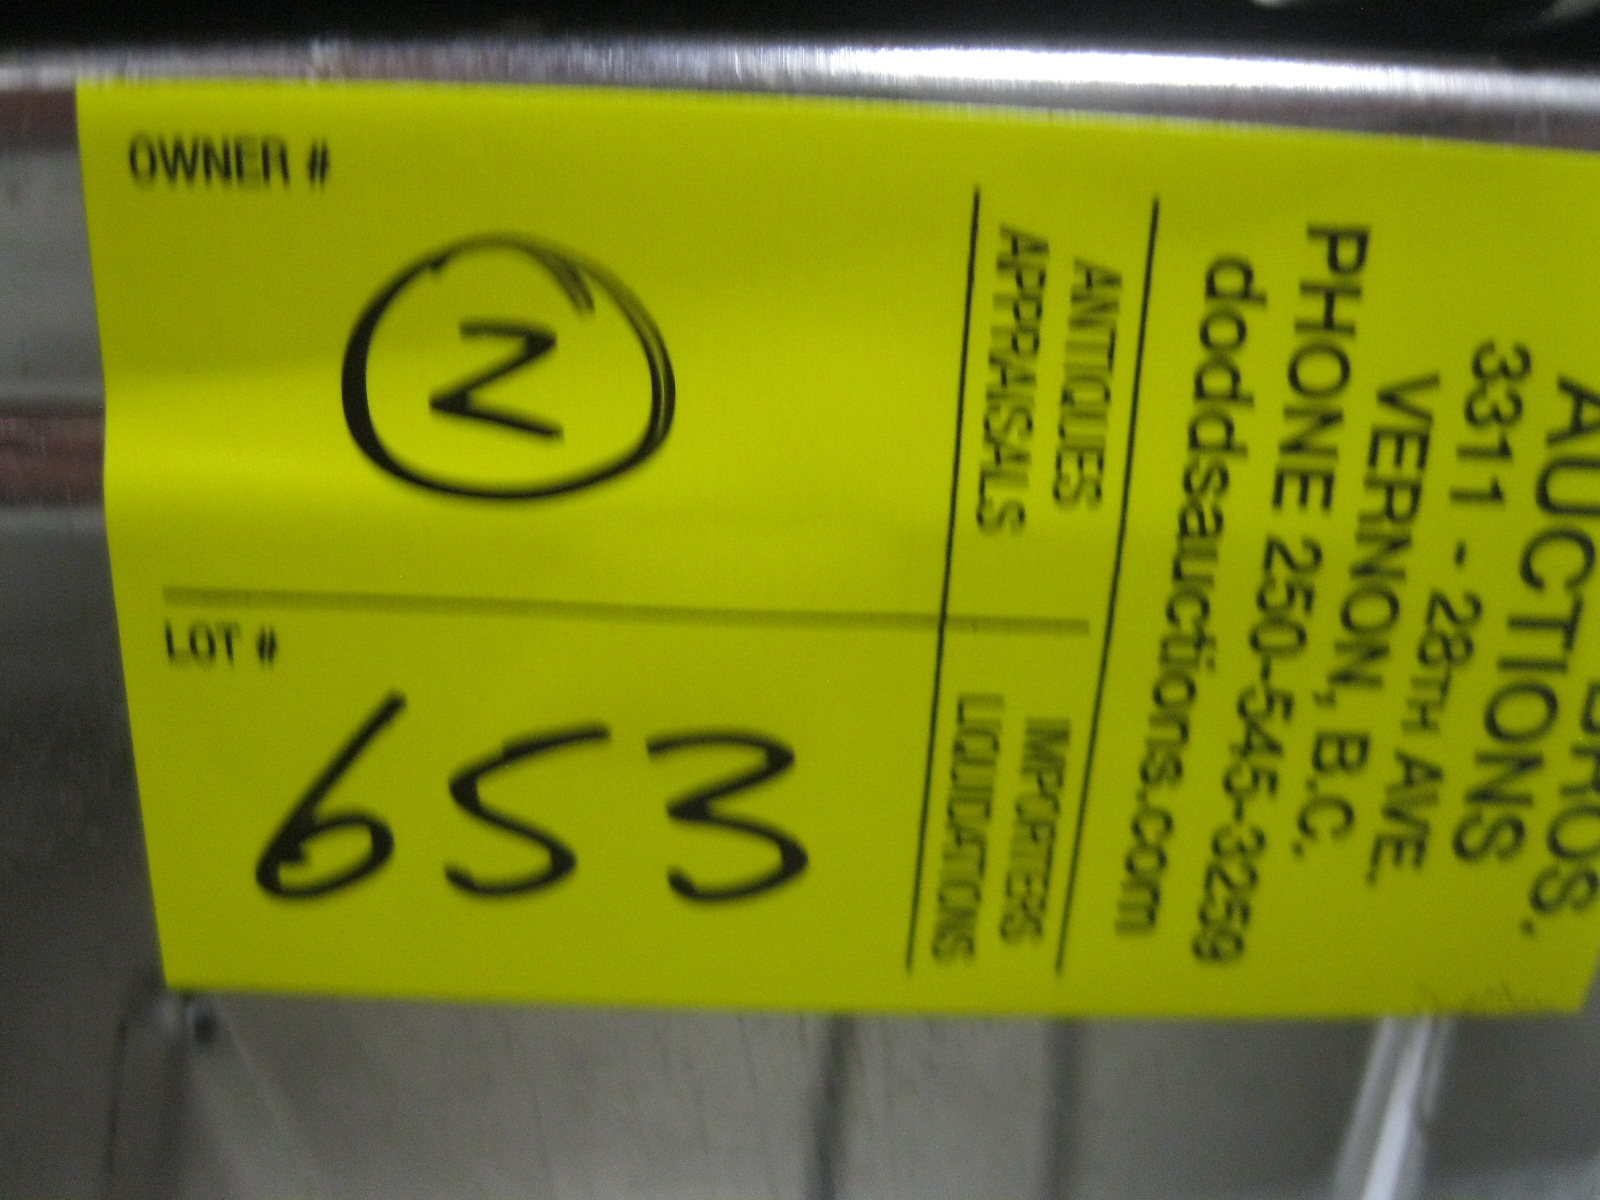 OWNER #
N
LOT #
653
BROS.
AUCTIONS
3311 - 28TH AVE.
VERNON, B.C.
PHONE 250-545-3259
doddsauctions.com
ANTIQUES
APPRAISALS
IMPORTERS
LIQUIDATIONS